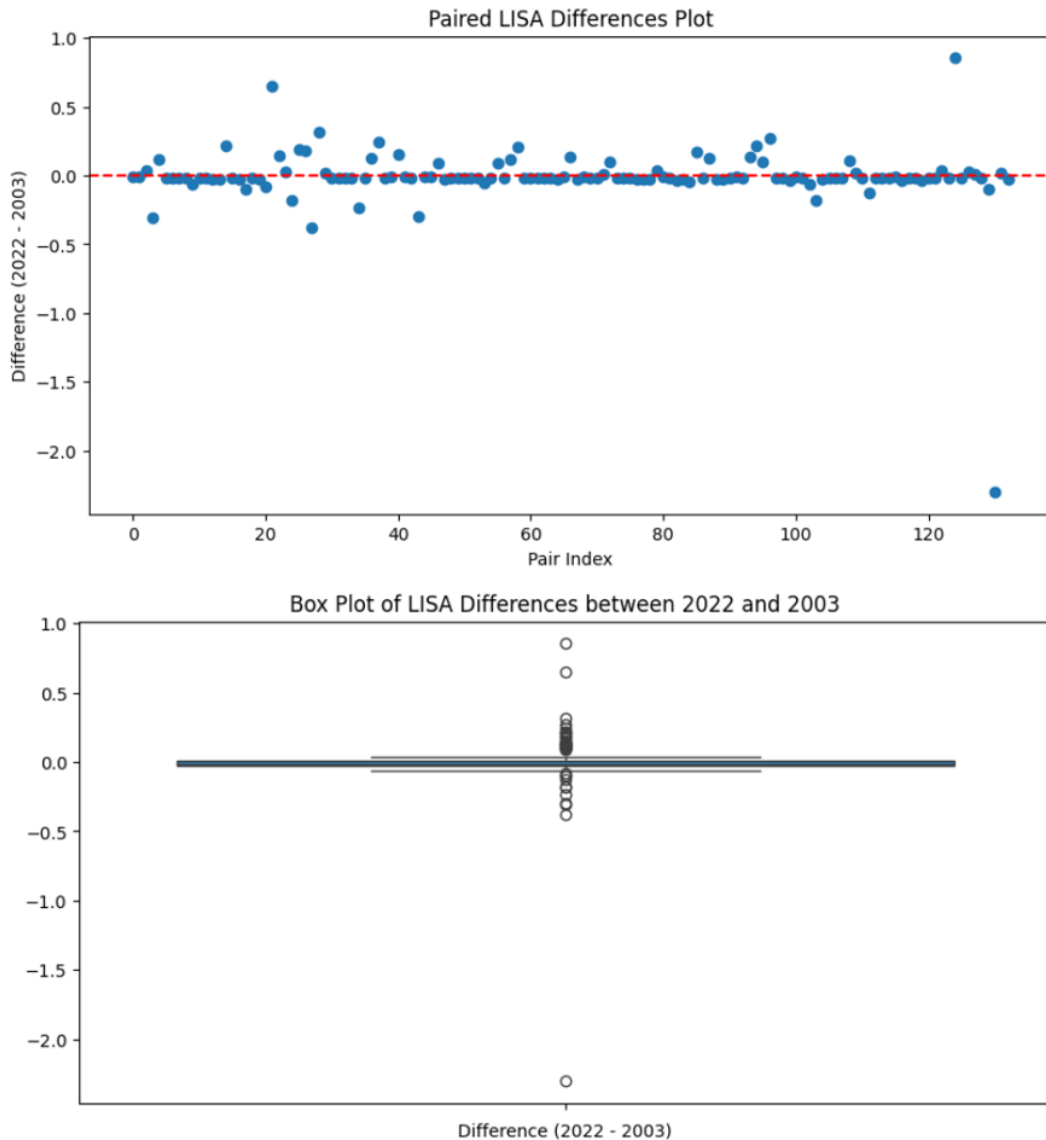 Paired LISA Differences Plot
1.0
0.5
0.0
−0.5
−1.0
−1.5
−2.0
Difference (2022 - 2003)
0 20 40 60 80 100 120
Pair Index
Box Plot of LISA Differences between 2022 and 2003
1.0
0.5
0.0
−0.5
−1.0
−1.5
−2.0
Difference (2022 - 2003)